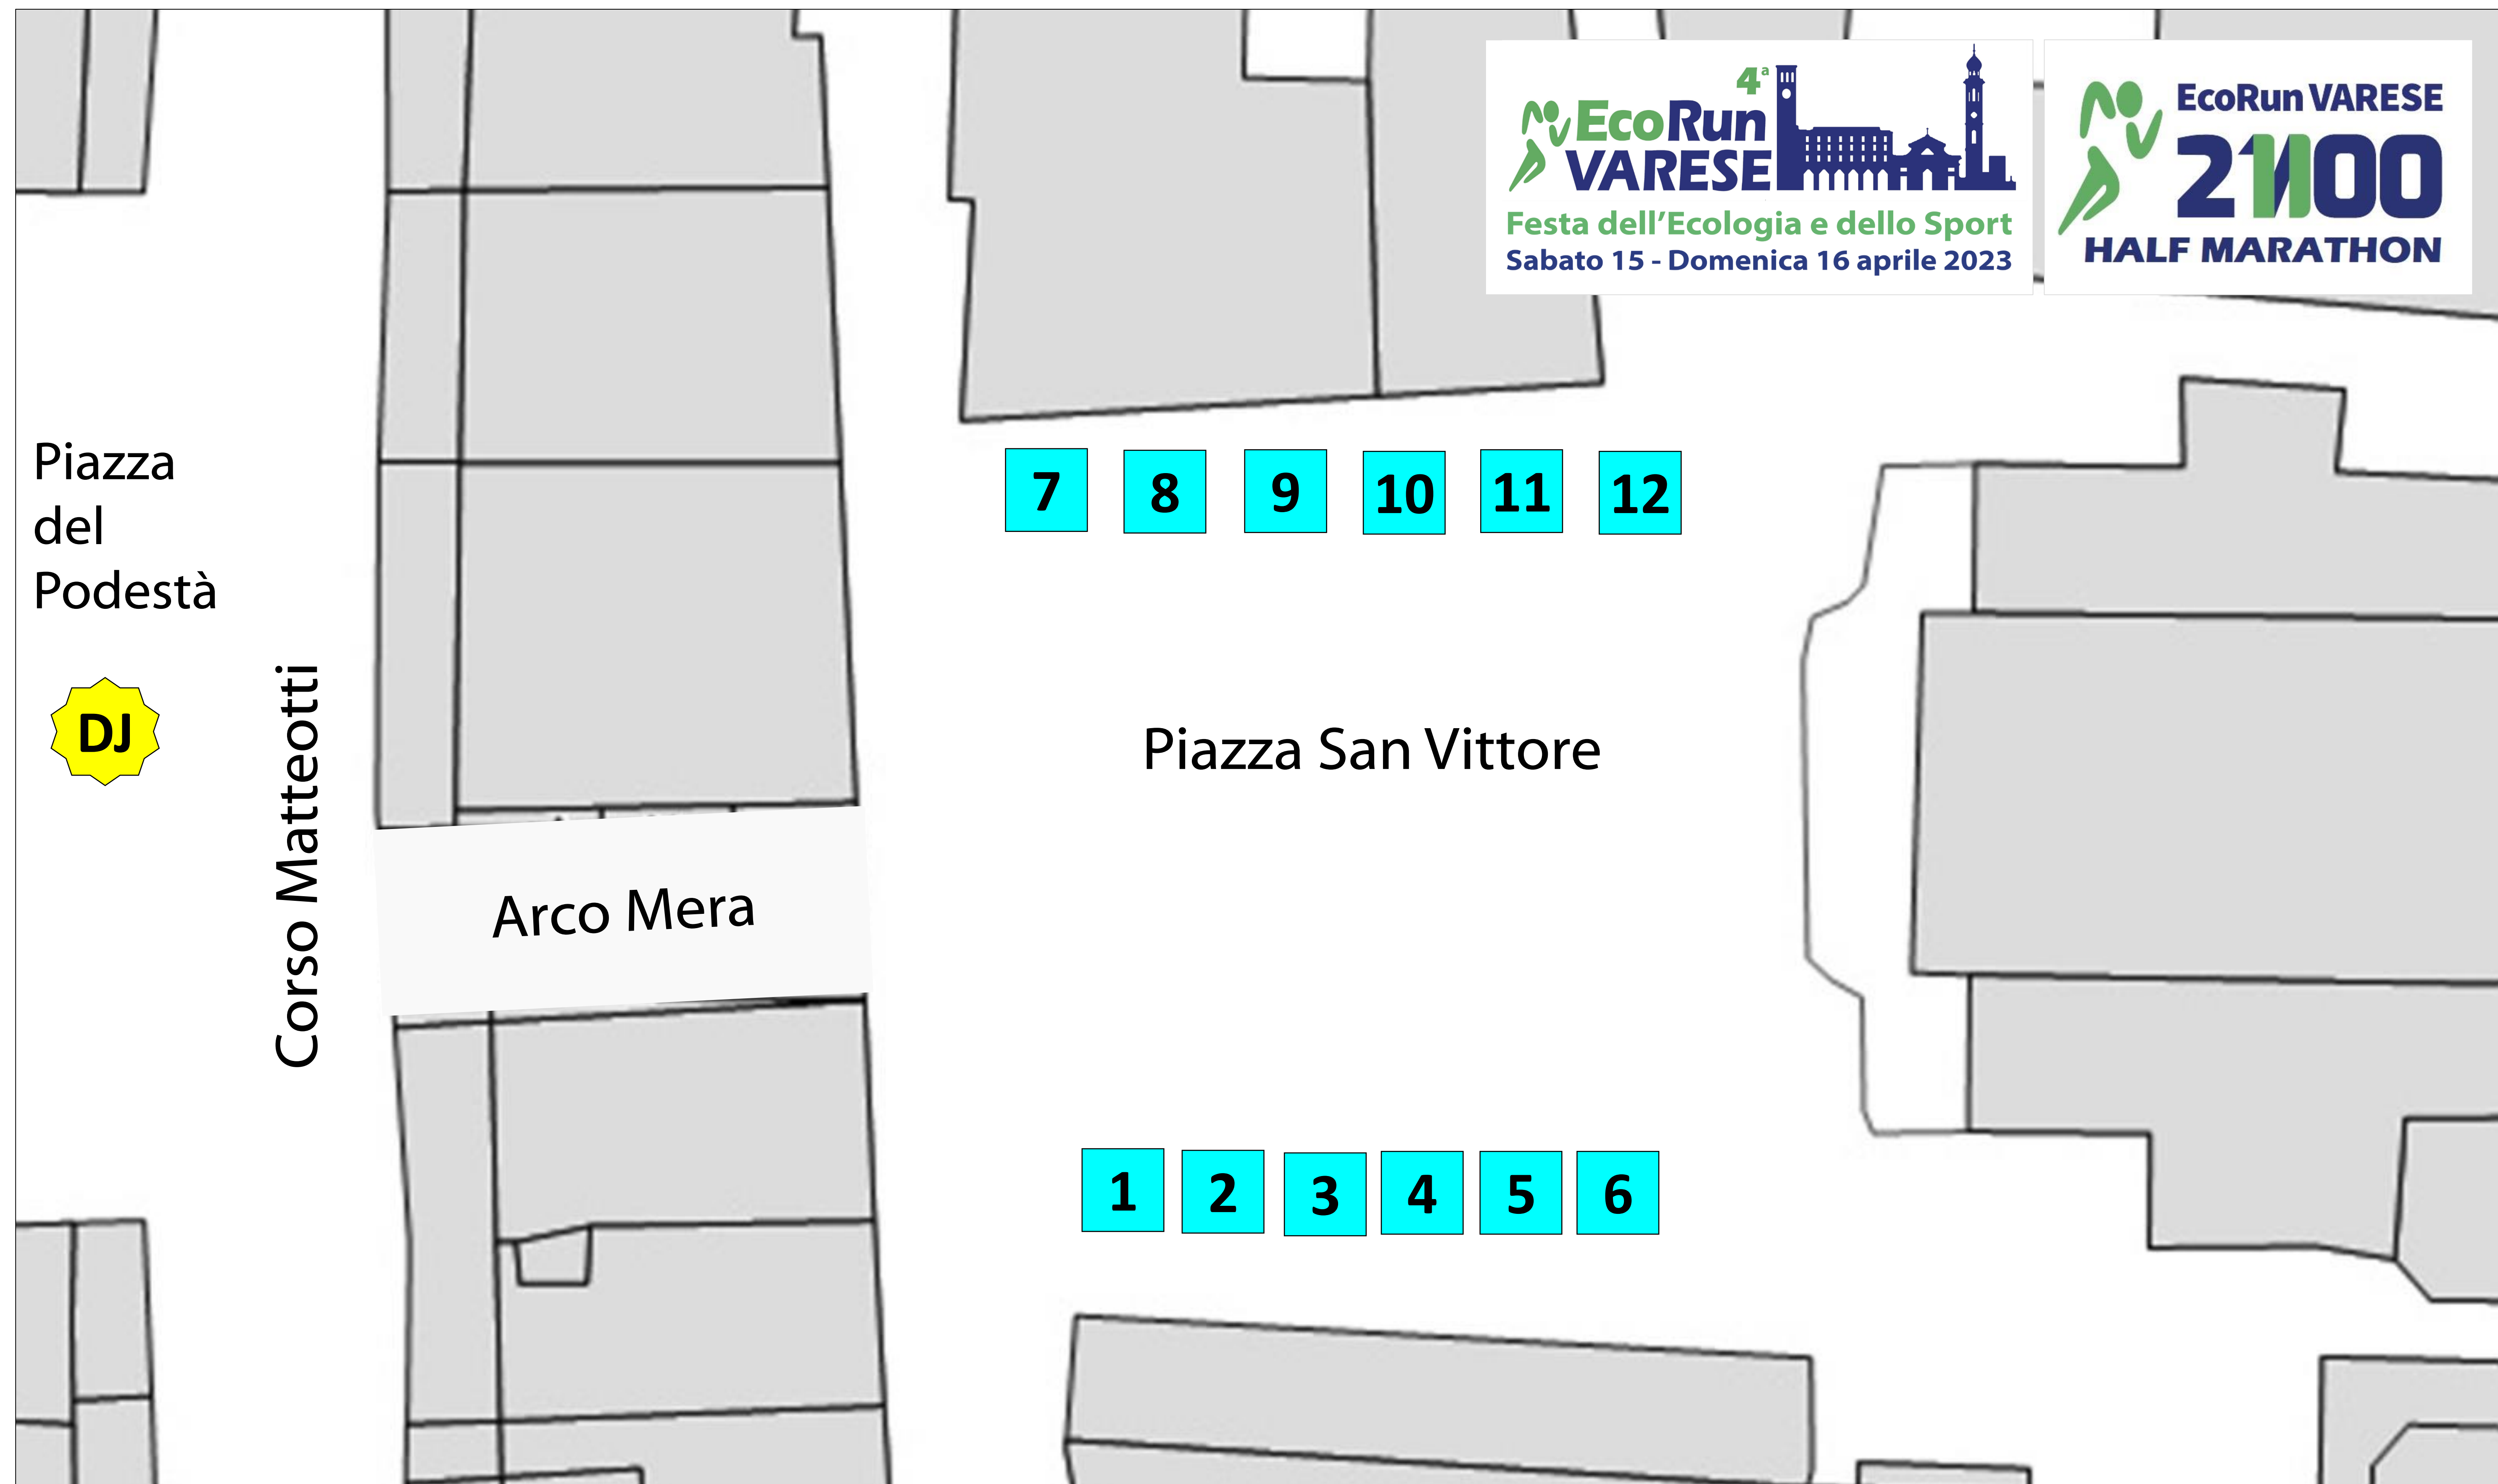 4ª
EcoRun
VARESE
Festa dell'Ecologia e dello Sport
Sabato 15 - Domenica 16 aprile 2023
EcoRun VARESE
21100
HALF MARATHON
Piazza
del
Podestà
DJ
Corso Matteotti
Arco Mera
7 8 9 10 11 12
Piazza San Vittore
1 2 3 4 5 6